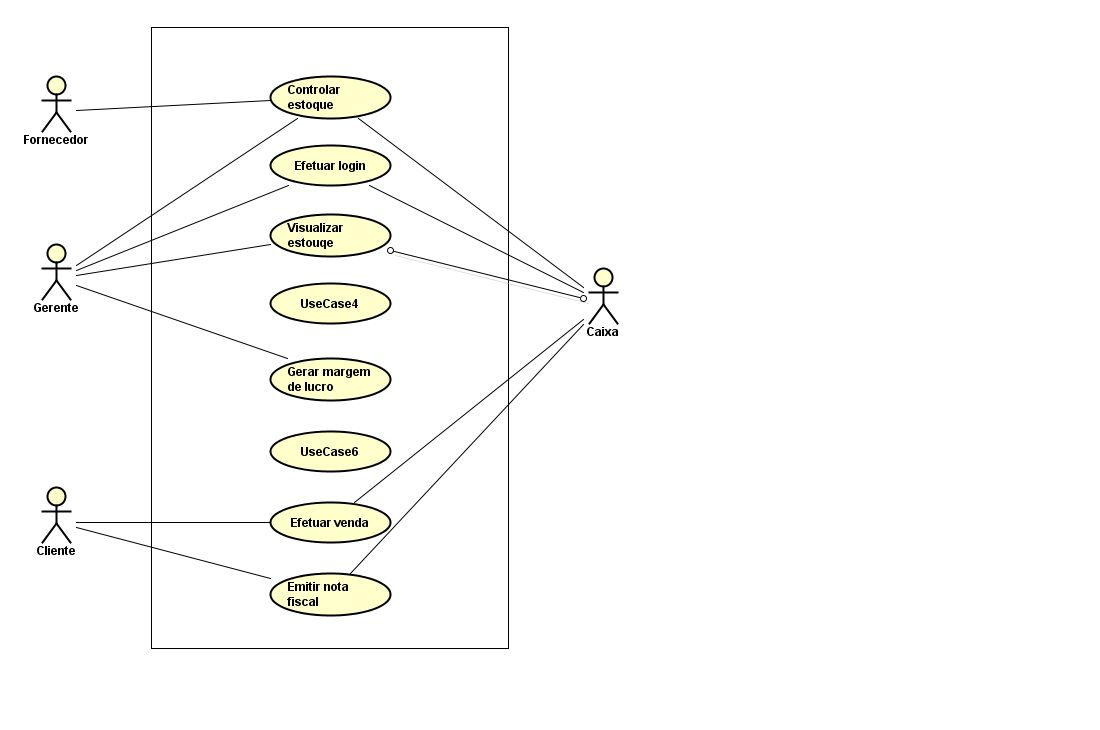 Controlar
estoque
Fornecedor
Efetuar login
Visualizar
estouqe
Gerente
UseCase4
Caixa
Gerar margem
de lucro
UseCase6
Efetuar venda
Cliente
Emitir nota
fiscal